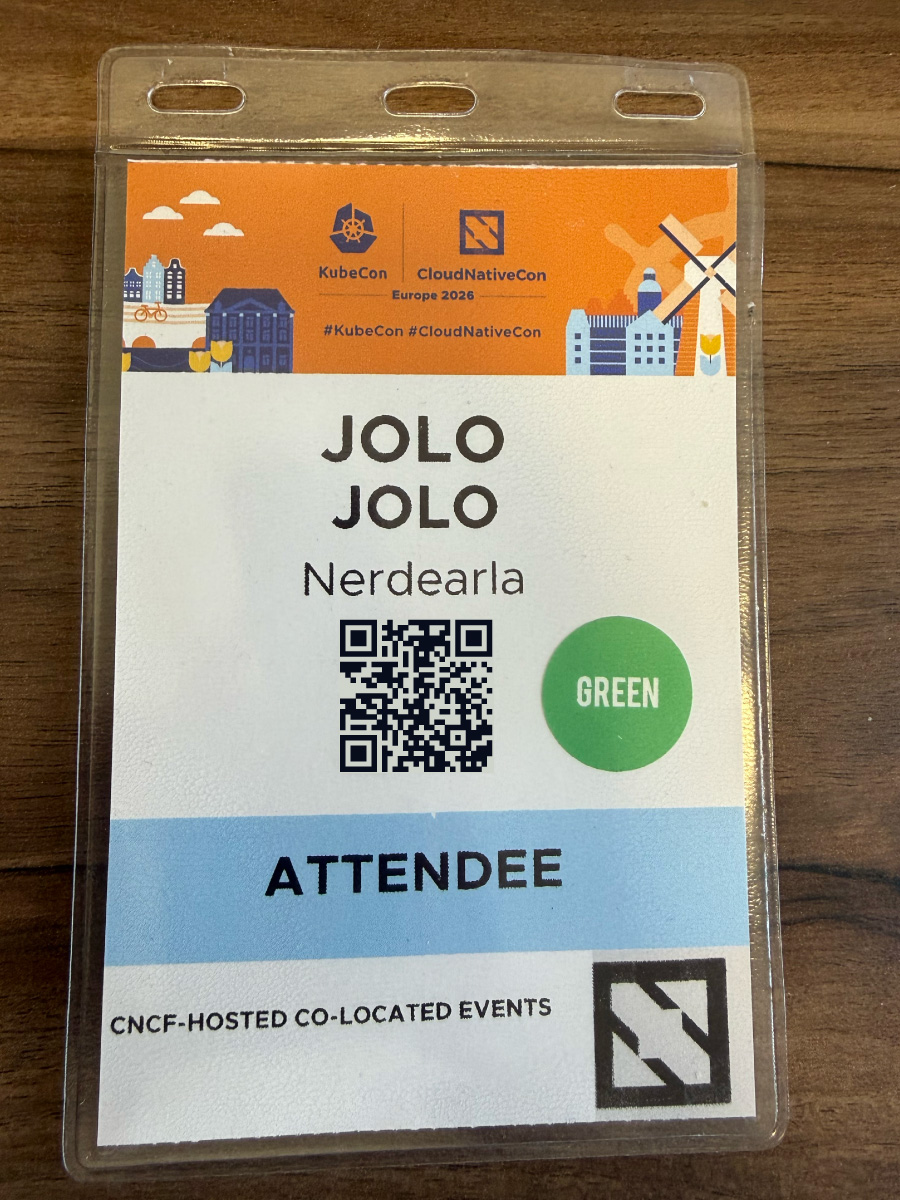 KubeCon
CloudNativeCon
Europe 2026
#KubeCon #CloudNativeCon
JOLO
JOLO
Nerdearla
GREEN
ATTENDEE
CNCF-HOSTED CO-LOCATED EVENTS